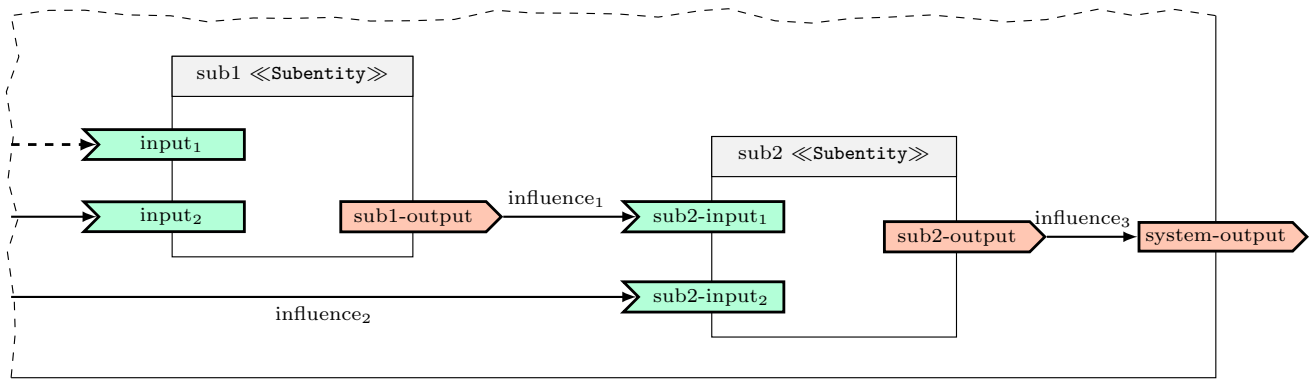 sub1 ≪Subentity≫
input₁
sub2 ≪Subentity≫
input₂
sub1-output
influence₁
sub2-input₁
sub2-output
influence₃
system-output
influence₂
sub2-input₂